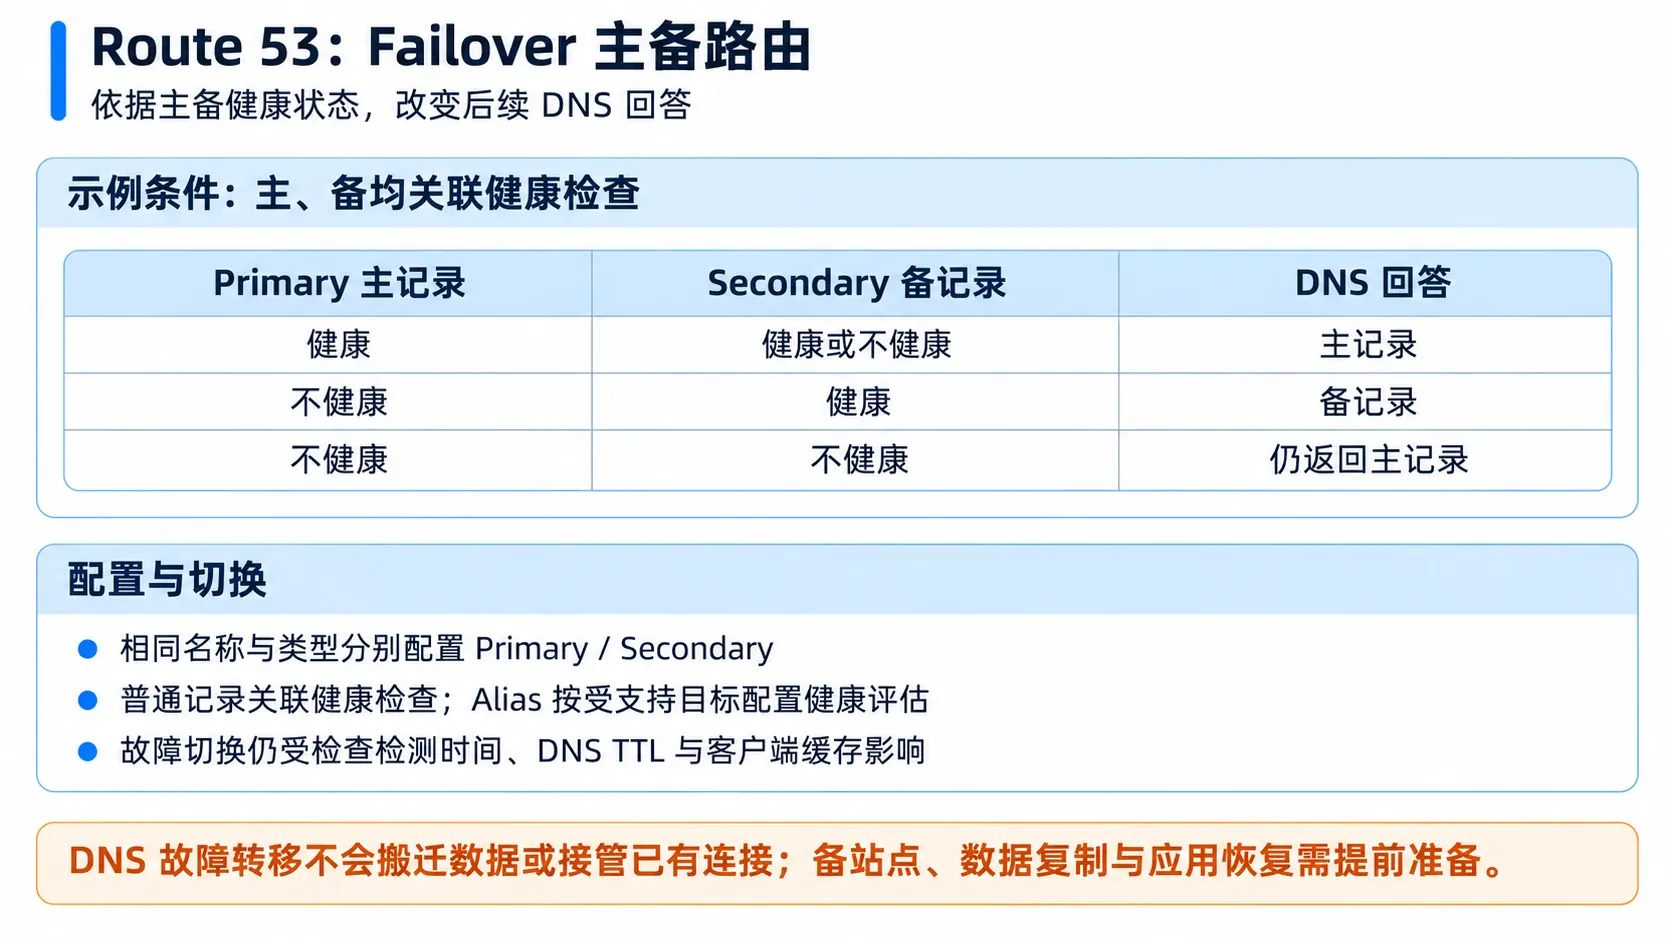 Route 53：Failover 主备路由
依据主备健康状态，改变后续 DNS 回答
示例条件：主、备均关联健康检查
Primary 主记录 Secondary 备记录 DNS 回答
健康 健康或不健康 主记录
不健康 健康 备记录
不健康 不健康 仍返回主记录
配置与切换
相同名称与类型分别配置 Primary / Secondary
普通记录关联健康检查；Alias 按受支持目标配置健康评估
故障切换仍受检查检测时间、DNS TTL 与客户端缓存影响
DNS 故障转移不会搬迁数据或接管已有连接；备站点、数据复制与应用恢复需提前准备。